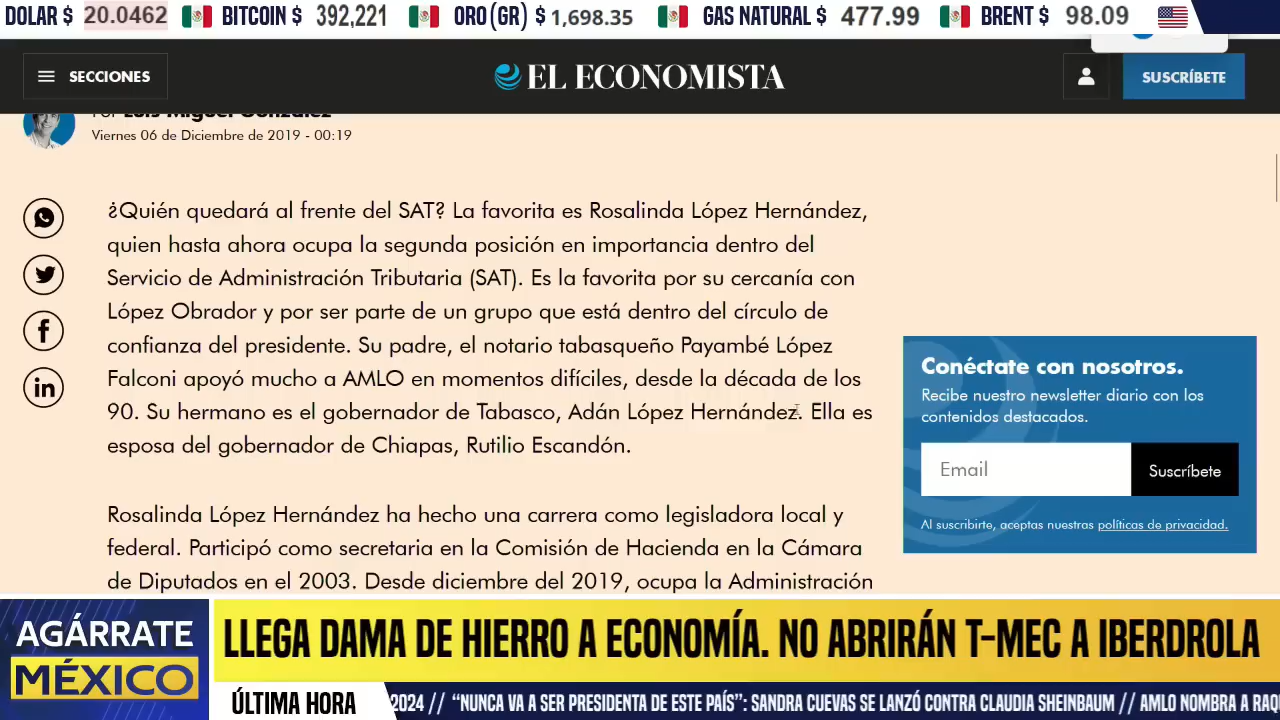 DOLAR $ 20.0462 BITCOIN $ 392,221 ORO(GR) $ 1,698.35 GAS NATURAL $ 477.99 BRENT $ 98.09
SECCIONES
EL ECONOMISTA
SUSCRÍBETE
Por Luis Miguel González
Viernes 06 de Diciembre de 2019 - 00:19
¿Quién quedará al frente del SAT? La favorita es Rosalinda López Hernández,
quien hasta ahora ocupa la segunda posición en importancia dentro del
Servicio de Administración Tributaria (SAT). Es la favorita por su cercanía con
López Obrador y por ser parte de un grupo que está dentro del círculo de
confianza del presidente. Su padre, el notario tabasqueño Payambé López
Falconi apoyó mucho a AMLO en momentos difíciles, desde la década de los
90. Su hermano es el gobernador de Tabasco, Adán López Hernández. Ella es
esposa del gobernador de Chiapas, Rutilio Escandón.
Rosalinda López Hernández ha hecho una carrera como legisladora local y
federal. Participó como secretaria en la Comisión de Hacienda en la Cámara
de Diputados en el 2003. Desde diciembre del 2019, ocupa la Administración
Conéctate con nosotros.
Recibe nuestro newsletter diario con los
contenidos destacados.
Email
Suscríbete
Al suscribirte, aceptas nuestras políticas de privacidad.
AGÁRRATE
MÉXICO
LLEGA DAMA DE HIERRO A ECONOMÍA. NO ABRIRÁN T-MEC A IBERDROLA
ÚLTIMA HORA
2024 // “NUNCA VA A SER PRESIDENTA DE ESTE PAÍS”: SANDRA CUEVAS SE LANZÓ CONTRA CLAUDIA SHEINBAUM // AMLO NOMBRA A RAQ